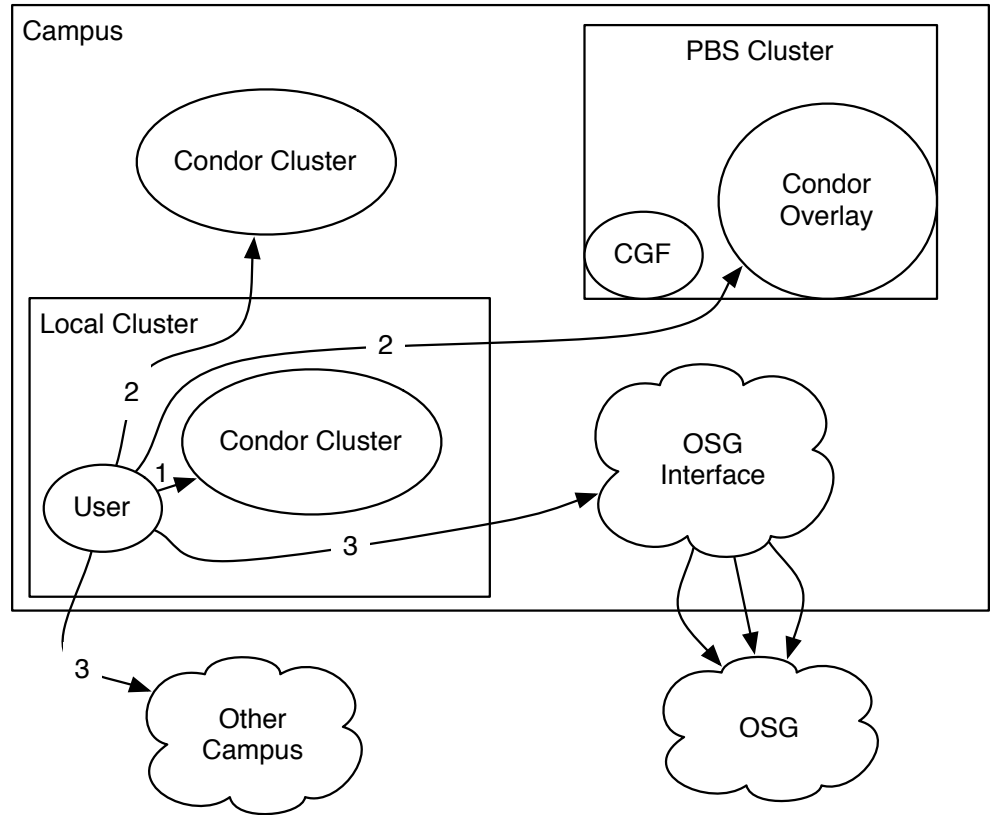 Campus
PBS Cluster
Condor Cluster
Condor
Overlay
CGF
Local Cluster
2
2
Condor Cluster
OSG
Interface
1
User
3
3
Other
Campus
OSG